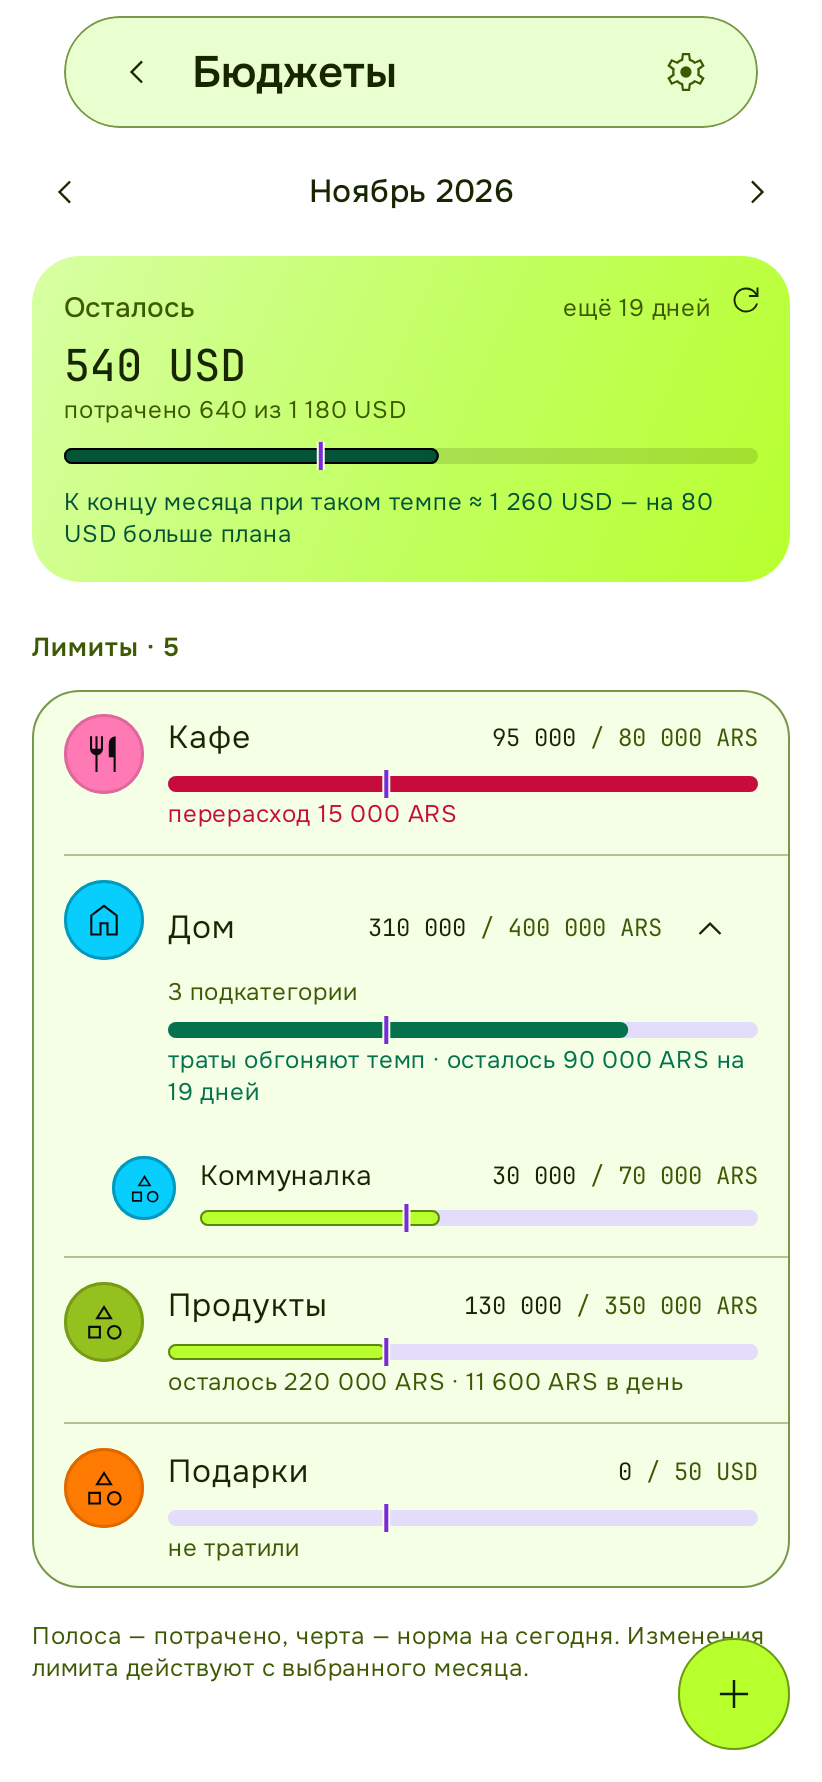 Бюджеты
Ноябрь 2026
Осталось
ещё 19 дней
540 USD
потрачено 640 из 1 180 USD
К концу месяца при таком темпе ≈ 1 260 USD — на 80
USD больше плана
Лимиты · 5
Кафе
95 000 / 80 000 ARS
перерасход 15 000 ARS
Дом
310 000 / 400 000 ARS
3 подкатегории
траты обгоняют темп · осталось 90 000 ARS на
19 дней
Коммуналка
30 000 / 70 000 ARS
Продукты
130 000 / 350 000 ARS
осталось 220 000 ARS · 11 600 ARS в день
Подарки
0 / 50 USD
не тратили
Полоса — потрачено, черта — норма на сегодня. Изменения
лимита действуют с выбранного месяца.